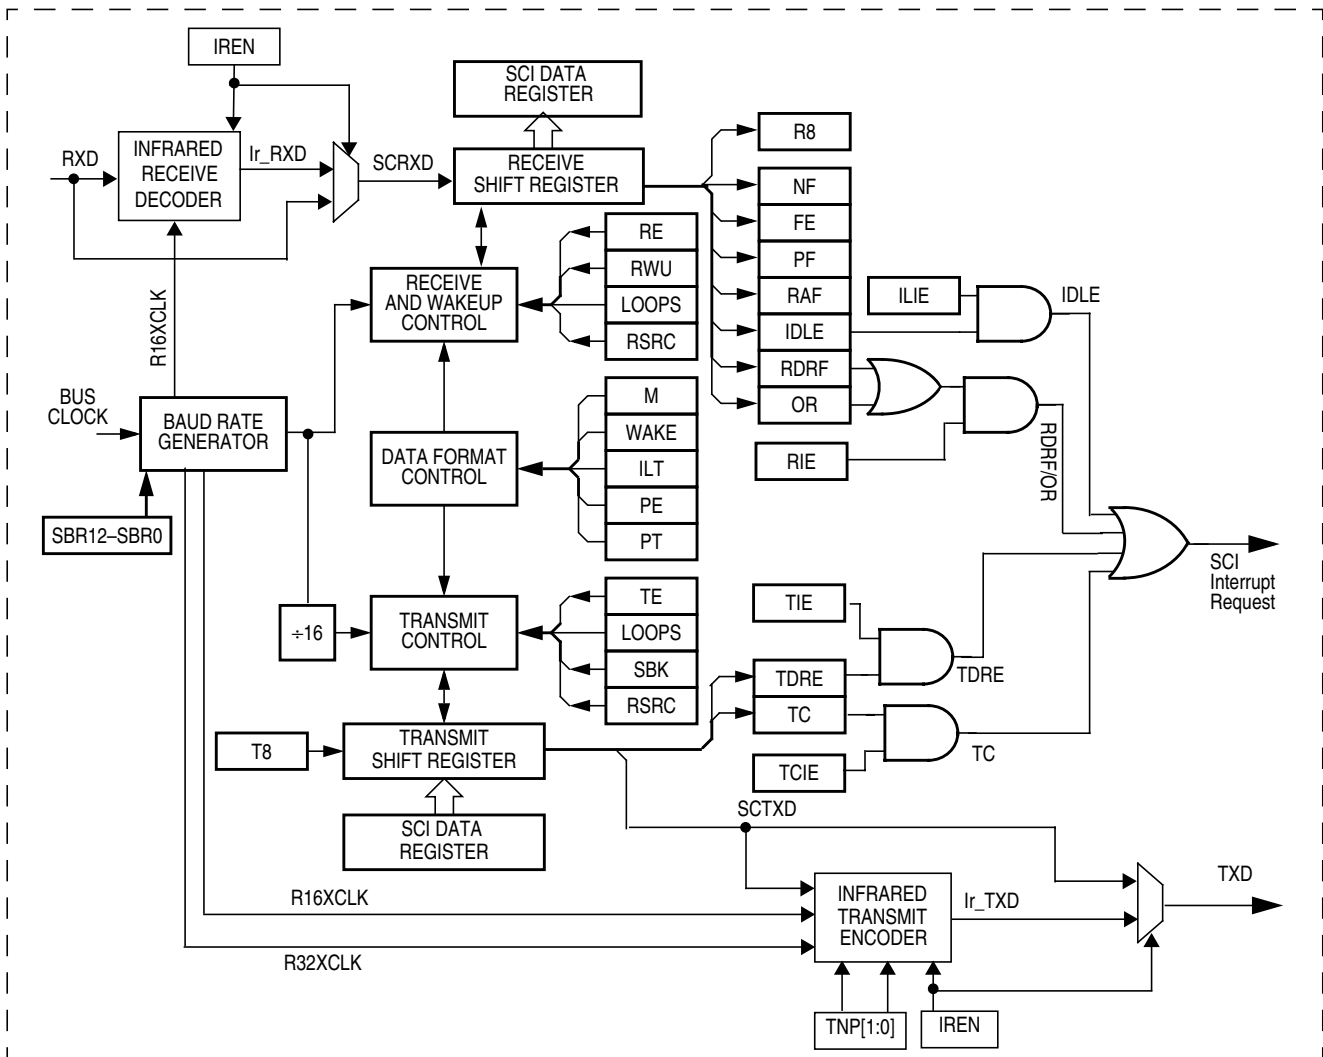 IREN
SCI DATA
REGISTER
RXD
INFRARED
RECEIVE
DECODER
Ir_RXD
SCRXD
RECEIVE
SHIFT REGISTER
R8
NF
FE
PF
RAF
IDLE
RDRF
OR
RE
RWU
LOOPS
RSRC
RECEIVE
AND WAKEUP
CONTROL
ILIE
IDLE
R16XCLK
BUS
CLOCK
BAUD RATE
GENERATOR
SBR12–SBR0
DATA FORMAT
CONTROL
M
WAKE
ILT
PE
PT
RIE
RDRF/OR
SCI
Interrupt
Request
÷16
TRANSMIT
CONTROL
TE
LOOPS
SBK
RSRC
TIE
TDRE
TC
TCIE
TDRE
TC
T8
TRANSMIT
SHIFT REGISTER
SCI DATA
REGISTER
SCTXD
R16XCLK
R32XCLK
INFRARED
TRANSMIT
ENCODER
Ir_TXD
TXD
TNP[1:0]
IREN